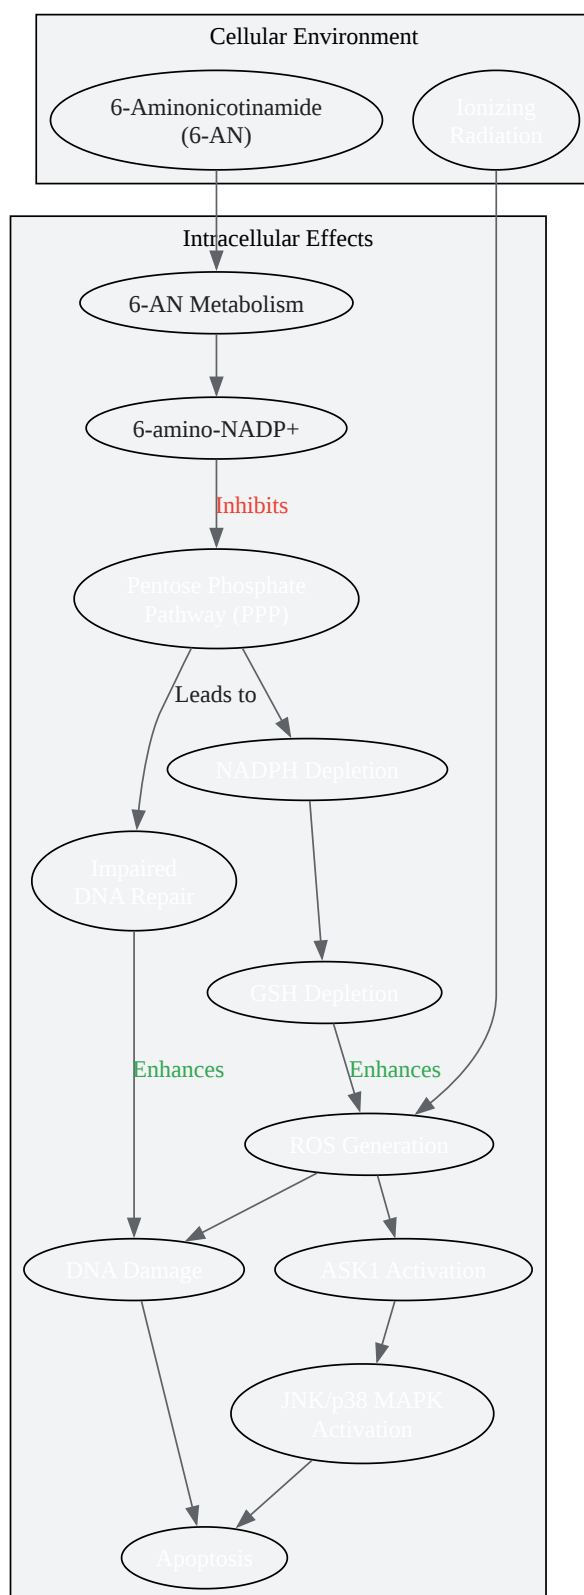 Cellular Environment
6-Aminonicotinamide
(6-AN)
Ionizing
Radiation
Intracellular Effects
6-AN Metabolism
6-amino-NADP+
Inhibits
Pentose Phosphate
Pathway (PPP)
Leads to
NADPH Depletion
Impaired
DNA Repair
GSH Depletion
Enhances
Enhances
ROS Generation
DNA Damage
ASK1 Activation
JNK/p38 MAPK
Activation
Apoptosis